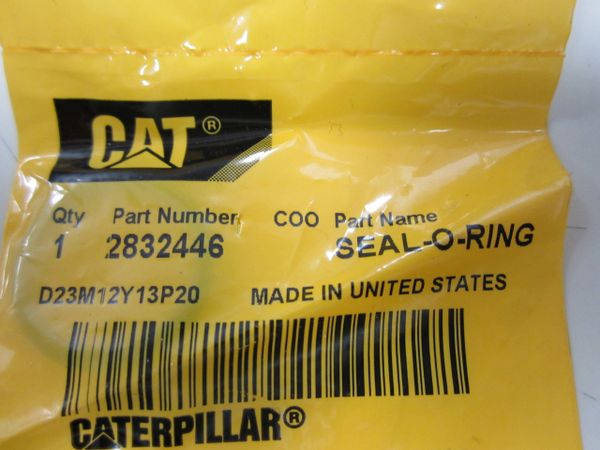 CAT®
Qty Part Number COO Part Name
1 2832446 SEAL-O-RING
D23M12Y13P20 MADE IN UNITED STATES
CATERPILLAR®